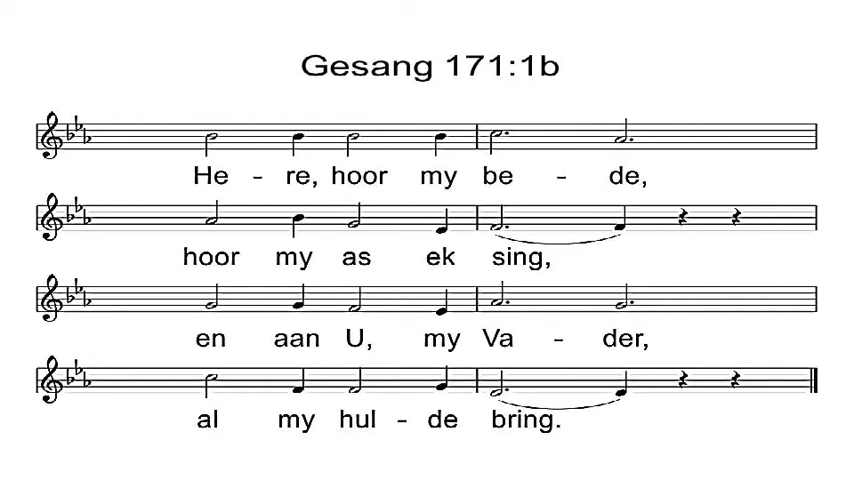 Gesang 171:1b
He - re, hoor my be - de,
hoor my as ek sing,
en aan U, my Va - der,
al my hul - de bring.